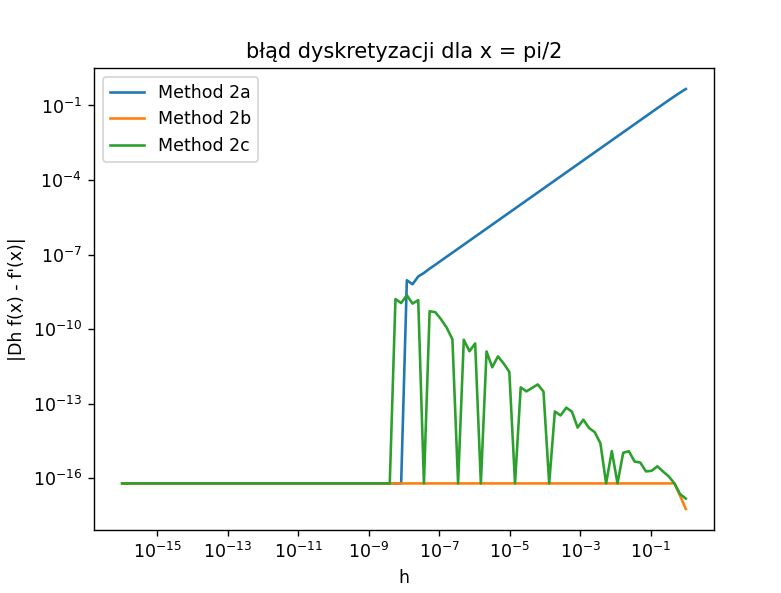 błąd dyskretyzacji dla x = pi/2
Method 2a
Method 2b
Method 2c
|Dh f(x) - f'(x)|
10⁻¹
10⁻⁴
10⁻⁷
10⁻¹⁰
10⁻¹³
10⁻¹⁶
10⁻¹⁵ 10⁻¹³ 10⁻¹¹ 10⁻⁹ 10⁻⁷ 10⁻⁵ 10⁻³ 10⁻¹
h